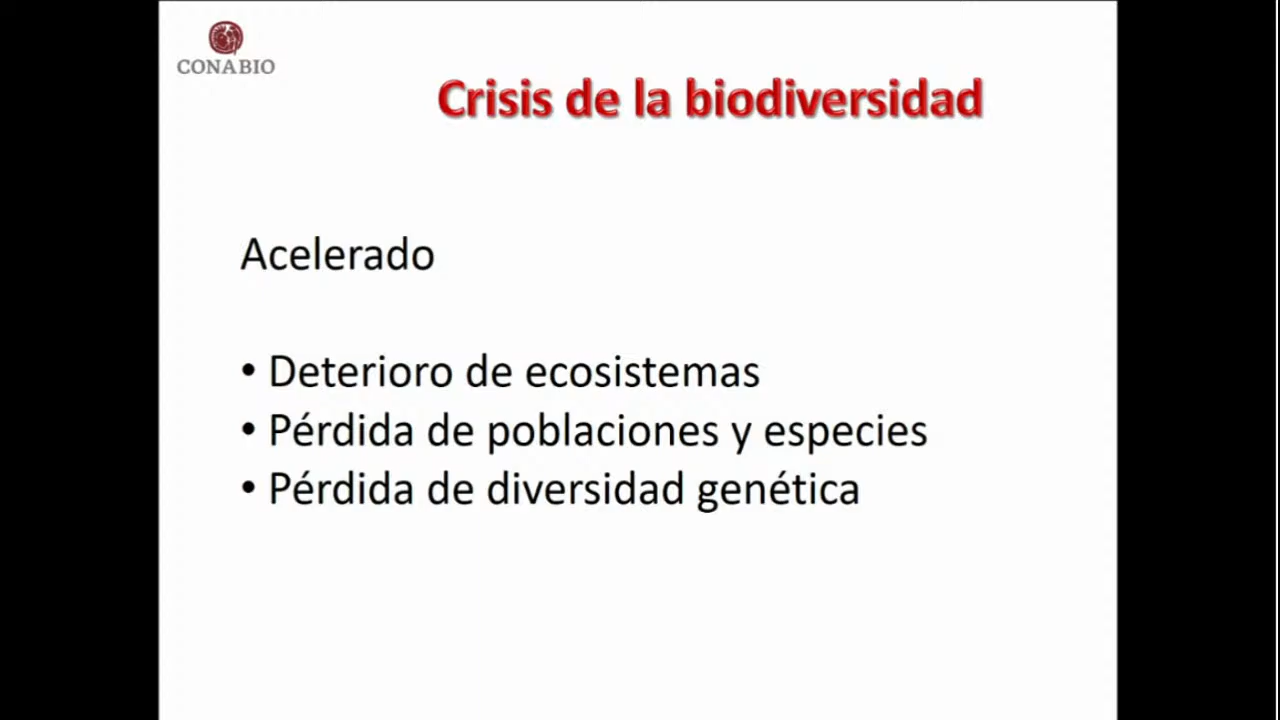 CONABIO
Crisis de la biodiversidad
Acelerado
• Deterioro de ecosistemas
• Pérdida de poblaciones y especies
• Pérdida de diversidad genética